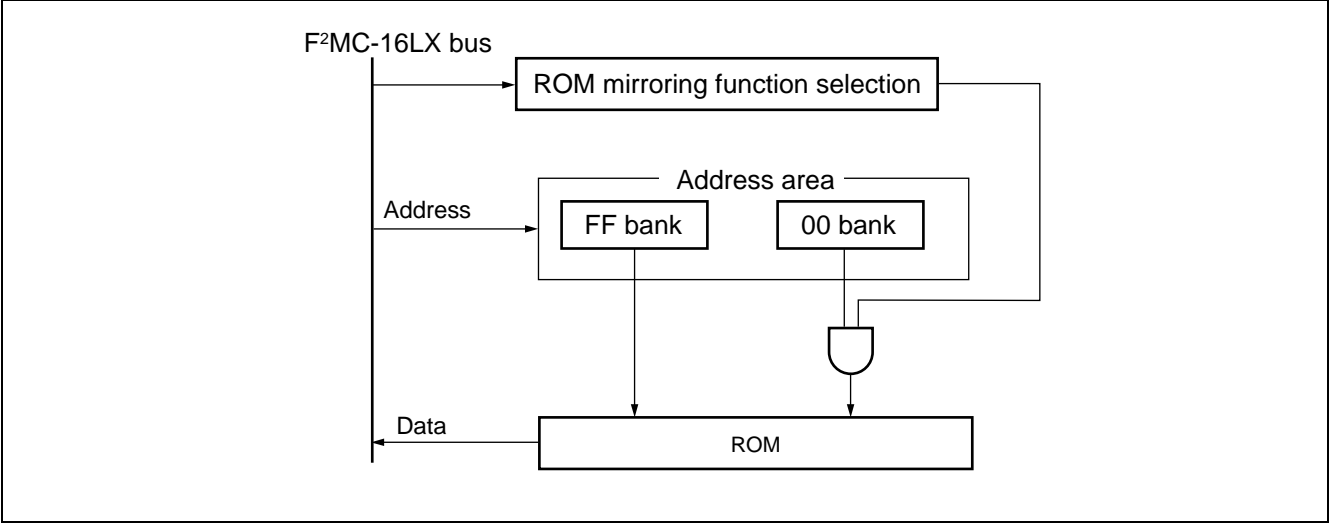 F²MC-16LX bus
ROM mirroring function selection
Address area
Address
FF bank
00 bank
Data
ROM